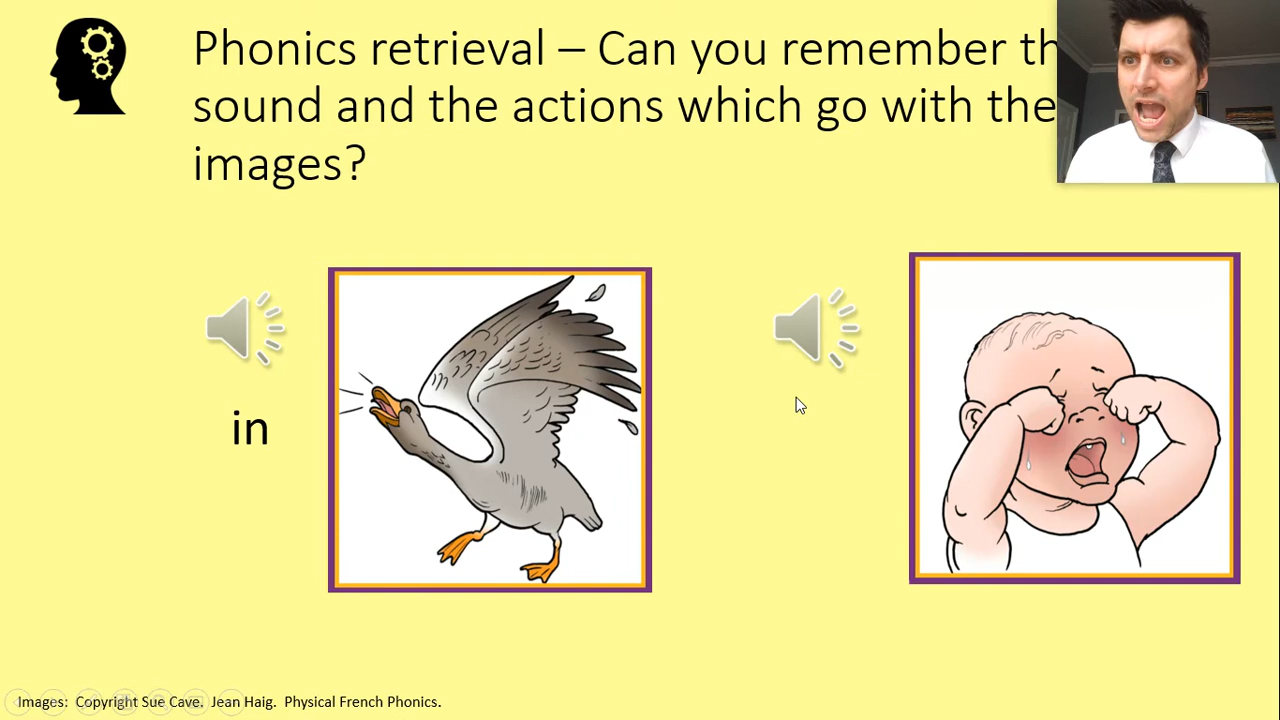 Phonics retrieval – Can you remember th
sound and the actions which go with the
images?
in
Images: Copyright Sue Cave. Jean Haig. Physical French Phonics.